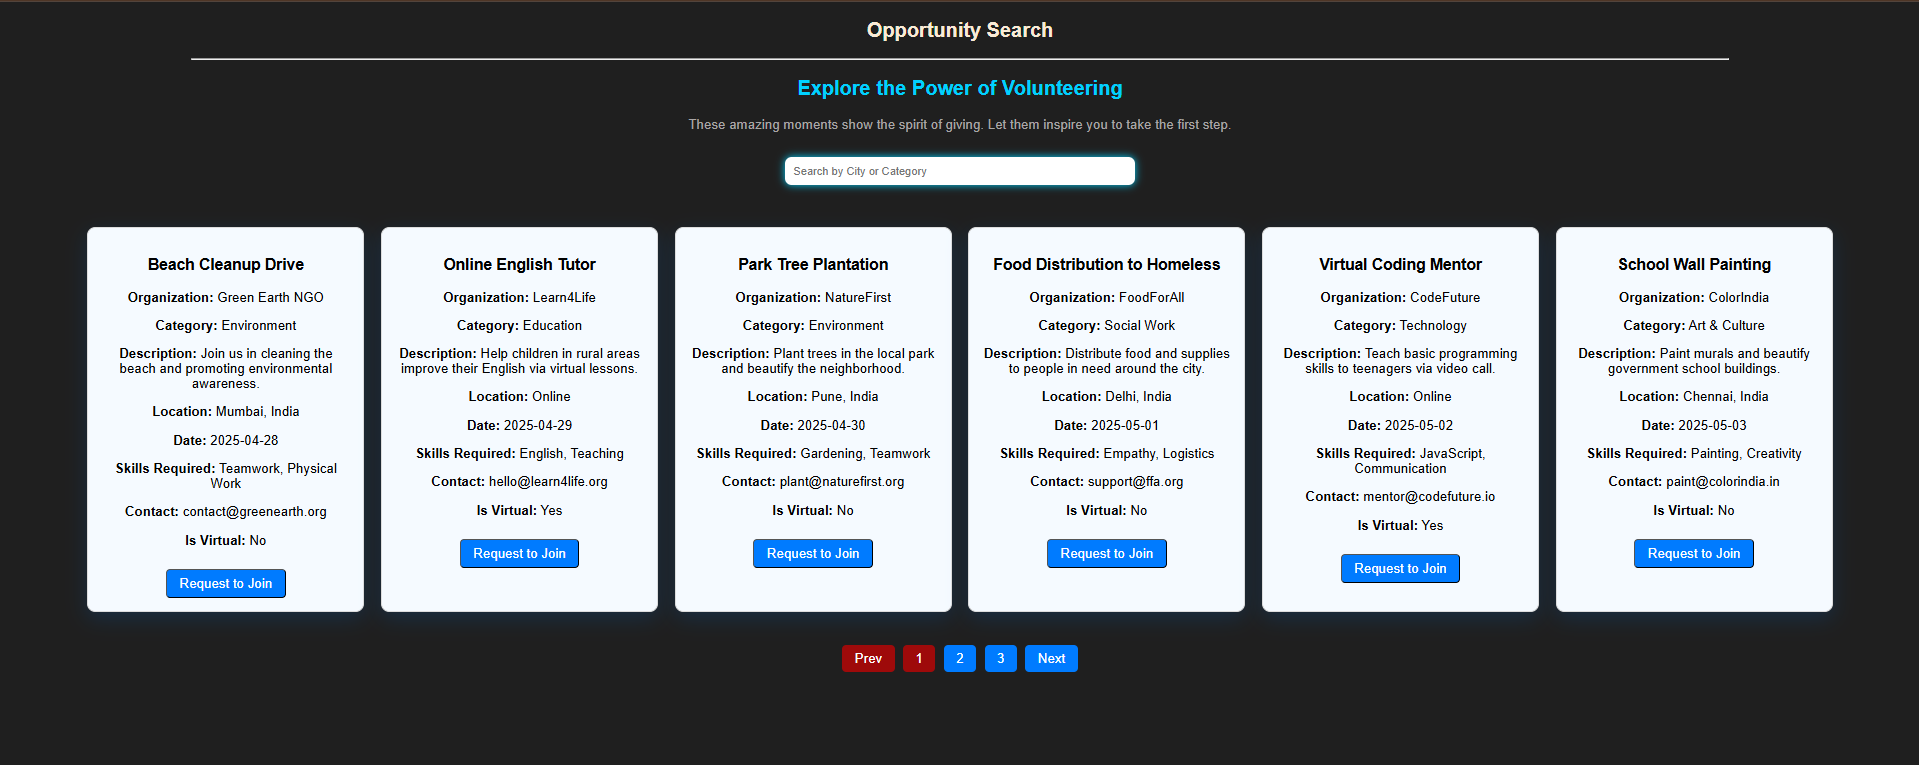 Opportunity Search
Explore the Power of Volunteering
These amazing moments show the spirit of giving. Let them inspire you to take the first step.
Search by City or Category
Beach Cleanup Drive
Organization: Green Earth NGO
Category: Environment
Description: Join us in cleaning the
beach and promoting environmental
awareness.
Location: Mumbai, India
Date: 2025-04-28
Skills Required: Teamwork, Physical
Work
Contact: contact@greenearth.org
Is Virtual: No
Request to Join
Online English Tutor
Organization: Learn4Life
Category: Education
Description: Help children in rural areas
improve their English via virtual lessons.
Location: Online
Date: 2025-04-29
Skills Required: English, Teaching
Contact: hello@learn4life.org
Is Virtual: Yes
Request to Join
Park Tree Plantation
Organization: NatureFirst
Category: Environment
Description: Plant trees in the local park
and beautify the neighborhood.
Location: Pune, India
Date: 2025-04-30
Skills Required: Gardening, Teamwork
Contact: plant@naturefirst.org
Is Virtual: No
Request to Join
Food Distribution to Homeless
Organization: FoodForAll
Category: Social Work
Description: Distribute food and supplies
to people in need around the city.
Location: Delhi, India
Date: 2025-05-01
Skills Required: Empathy, Logistics
Contact: support@ffa.org
Is Virtual: No
Request to Join
Virtual Coding Mentor
Organization: CodeFuture
Category: Technology
Description: Teach basic programming
skills to teenagers via video call.
Location: Online
Date: 2025-05-02
Skills Required: JavaScript,
Communication
Contact: mentor@codefuture.io
Is Virtual: Yes
Request to Join
School Wall Painting
Organization: ColorIndia
Category: Art & Culture
Description: Paint murals and beautify
government school buildings.
Location: Chennai, India
Date: 2025-05-03
Skills Required: Painting, Creativity
Contact: paint@colorindia.in
Is Virtual: No
Request to Join
Prev 1 2 3 Next